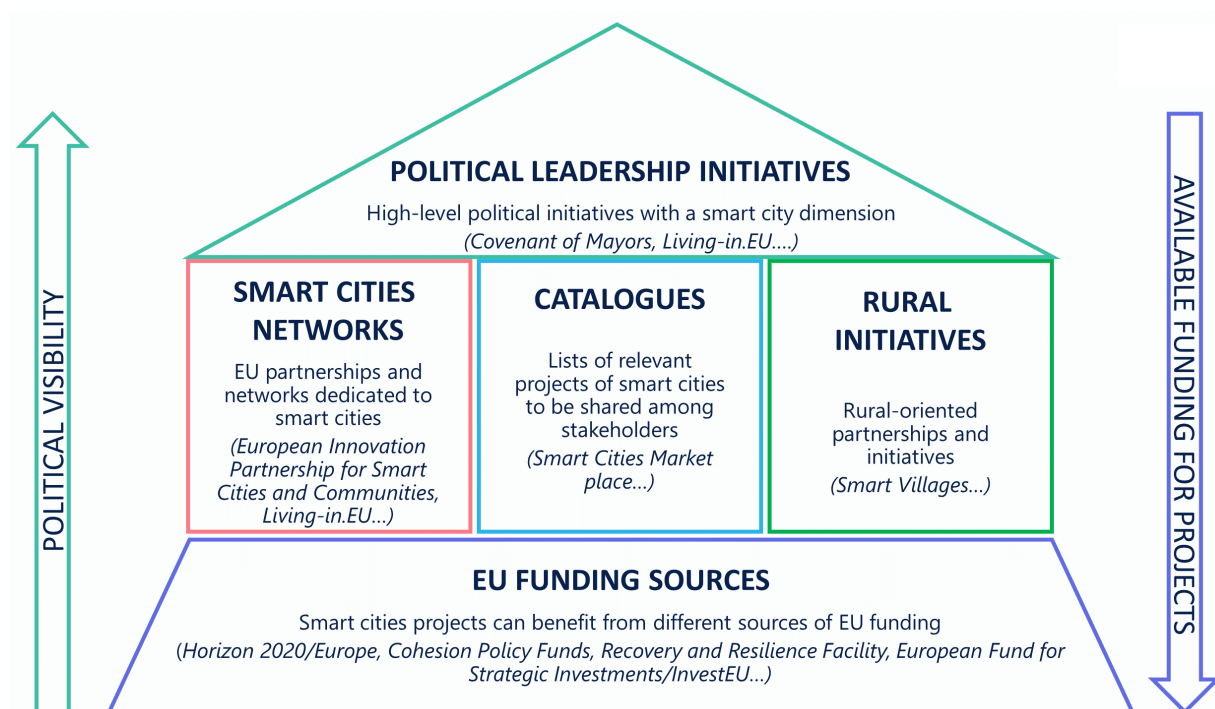 POLITICAL LEADERSHIP INITIATIVES
High-level political initiatives with a smart city dimension
(Covenant of Mayors, Living-in.EU....)
POLITICAL VISIBILITY
SMART CITIES
NETWORKS
EU partnerships and
networks dedicated to
smart cities
(European Innovation
Partnership for Smart
Cities and Communities,
Living-in.EU...)
CATALOGUES
Lists of relevant
projects of smart cities
to be shared among
stakeholders
(Smart Cities Market
place...)
RURAL
INITIATIVES
Rural-oriented
partnerships and
initiatives
(Smart Villages...)
AVAILABLE FUNDING FOR PROJECTS
EU FUNDING SOURCES
Smart cities projects can benefit from different sources of EU funding
(Horizon 2020/Europe, Cohesion Policy Funds, Recovery and Resilience Facility, European Fund for
Strategic Investments/InvestEU...)